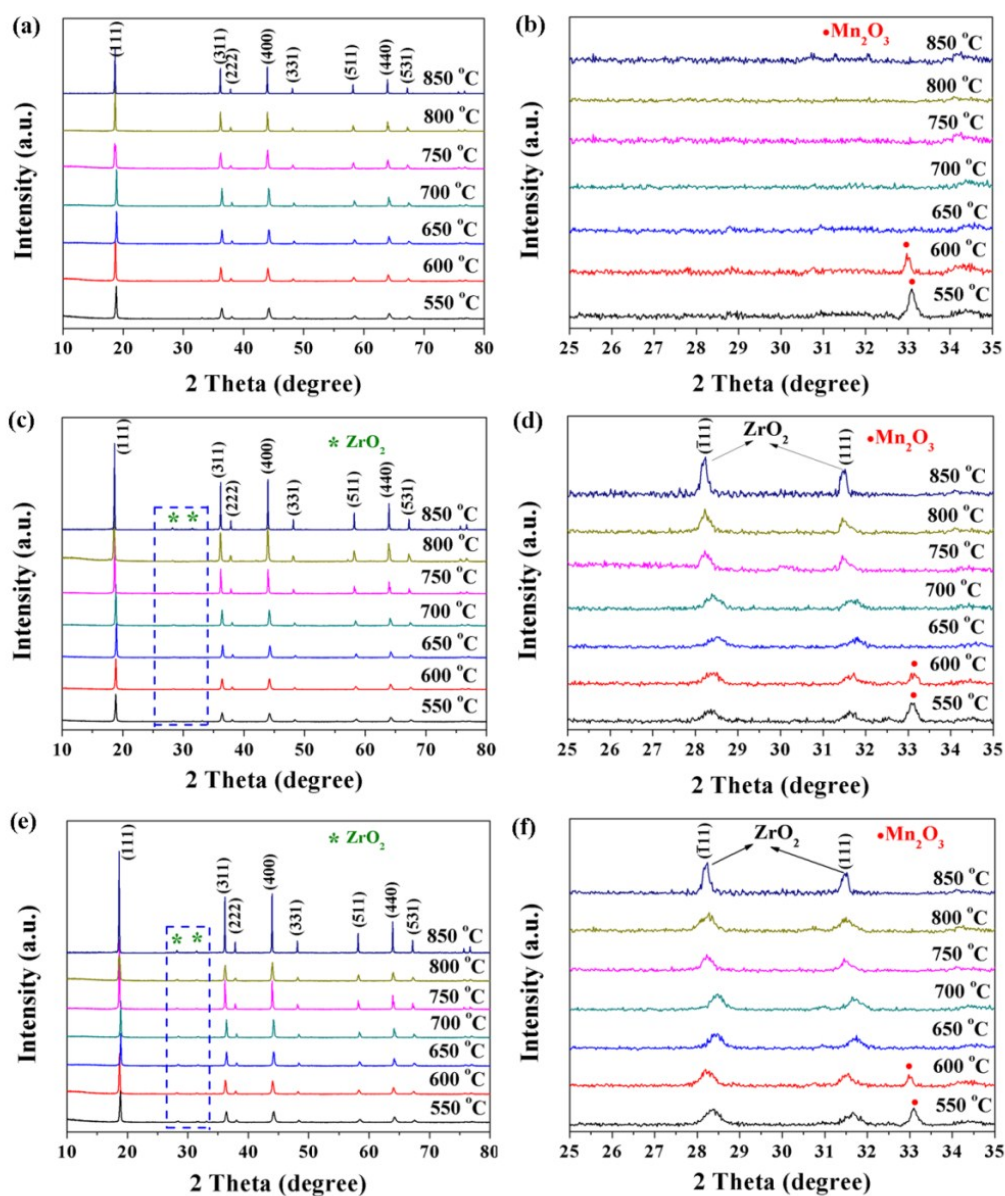 (a)
(111)
(311)
(222)
(400)
(331)
(511)
(440)
(531)
850 °C
800 °C
750 °C
700 °C
650 °C
600 °C
550 °C
Intensity (a.u.)
10 20 30 40 50 60 70 80
2 Theta (degree)
(b)
•Mn₂O₃
850 °C
800 °C
750 °C
700 °C
650 °C
600 °C
550 °C
Intensity (a.u.)
25 26 27 28 29 30 31 32 33 34 35
2 Theta (degree)
(c)
(111)
* ZrO₂
(311)
(222)
(400)
(331)
(511)
(440)
(531)
* *
850 °C
800 °C
750 °C
700 °C
650 °C
600 °C
550 °C
Intensity (a.u.)
10 20 30 40 50 60 70 80
2 Theta (degree)
(d)
(1̄11)
ZrO₂
(111)
•Mn₂O₃
850 °C
800 °C
750 °C
700 °C
650 °C
600 °C
550 °C
Intensity (a.u.)
25 26 27 28 29 30 31 32 33 34 35
2 Theta (degree)
(e)
(111)
* ZrO₂
(311)
(222)
(400)
(331)
(511)
(440)
(531)
* *
850 °C
800 °C
750 °C
700 °C
650 °C
600 °C
550 °C
Intensity (a.u.)
10 20 30 40 50 60 70 80
2 Theta (degree)
(f)
(1̄11)
ZrO₂
(111)
•Mn₂O₃
850 °C
800 °C
750 °C
700 °C
650 °C
600 °C
550 °C
Intensity (a.u.)
25 26 27 28 29 30 31 32 33 34 35
2 Theta (degree)